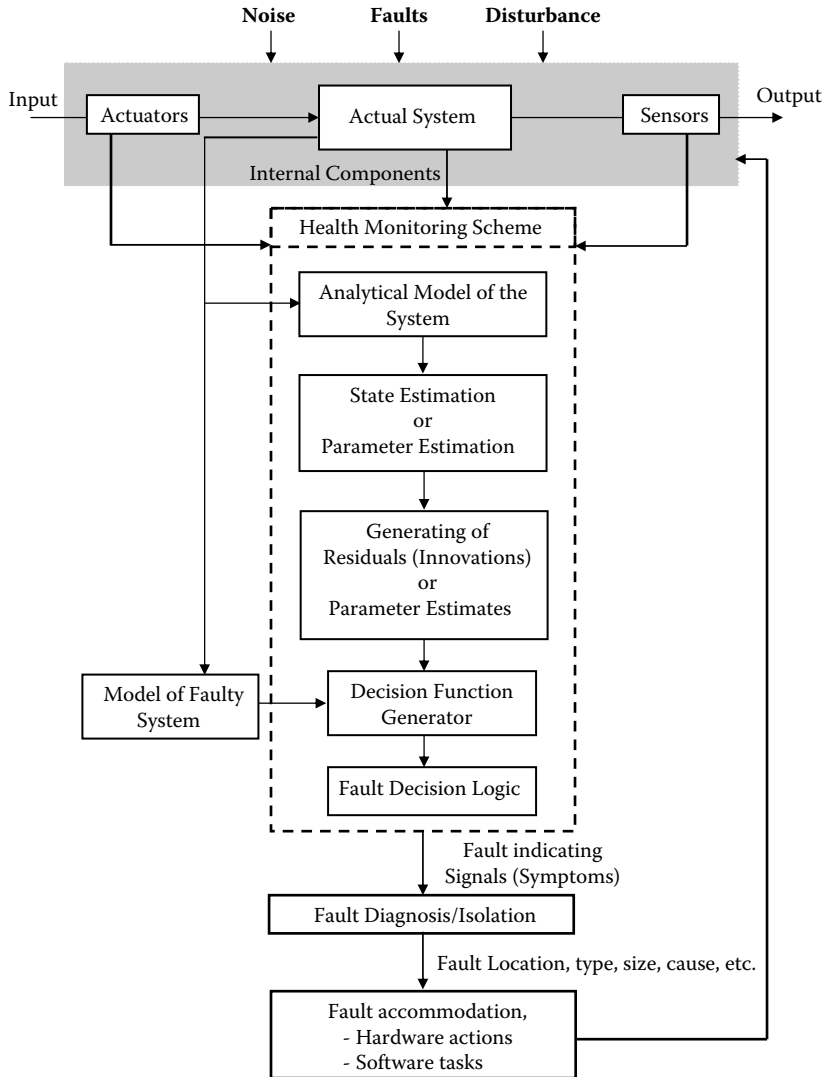 Noise
Faults
Disturbance
Input
Actuators
Actual System
Sensors
Output
Internal Components
Health Monitoring Scheme
Analytical Model of the
System
State Estimation
or
Parameter Estimation
Generating of
Residuals (Innovations)
or
Parameter Estimates
Model of Faulty
System
Decision Function
Generator
Fault Decision Logic
Fault indicating
Signals (Symptoms)
Fault Diagnosis/Isolation
Fault Location, type, size, cause, etc.
Fault accommodation,
- Hardware actions
- Software tasks